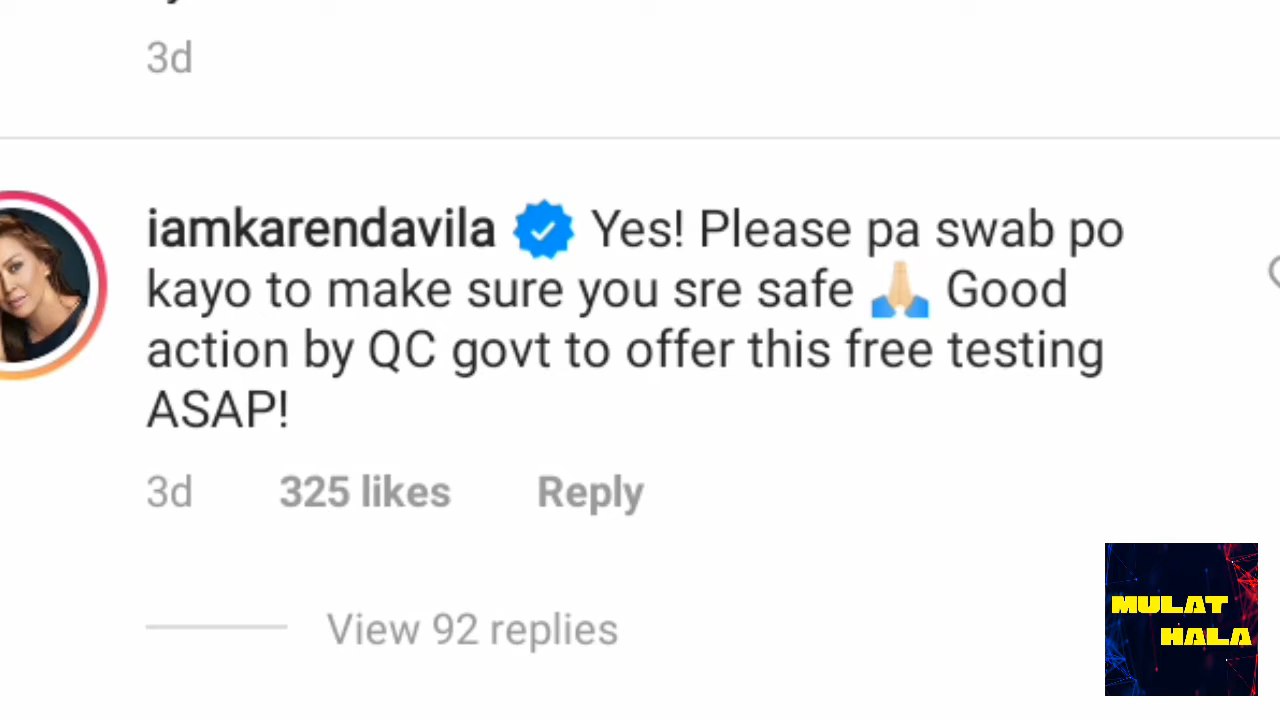 3d
iamkarendavila Yes! Please pa swab po
kayo to make sure you sre safe 🙏🏼 Good
action by QC govt to offer this free testing
ASAP!
3d 325 likes Reply
View 92 replies
MULAT
HALA